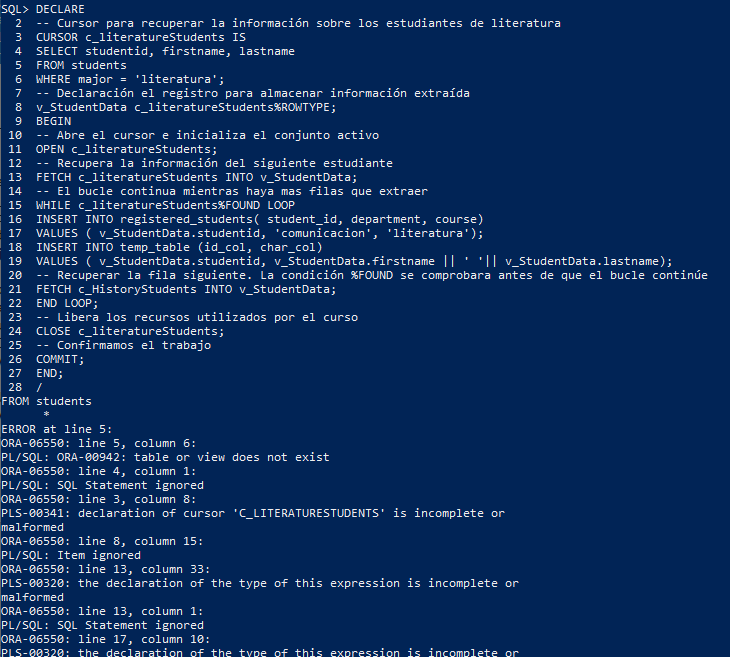 SQL> DECLARE
  2  -- Cursor para recuperar la información sobre los estudiantes de literatura
  3  CURSOR c_literatureStudents IS
  4  SELECT studentid, firstname, lastname
  5  FROM students
  6  WHERE major = 'literatura';
  7  -- Declaración el registro para almacenar información extraída
  8  v_StudentData c_literatureStudents%ROWTYPE;
  9  BEGIN
 10  -- Abre el cursor e inicializa el conjunto activo
 11  OPEN c_literatureStudents;
 12  -- Recupera la información del siguiente estudiante
 13  FETCH c_literatureStudents INTO v_StudentData;
 14  -- El bucle continua mientras haya mas filas que extraer
 15  WHILE c_literatureStudents%FOUND LOOP
 16  INSERT INTO registered_students( student_id, department, course)
 17  VALUES ( v_StudentData.studentid, 'comunicacion', 'literatura');
 18  INSERT INTO temp_table (id_col, char_col)
 19  VALUES ( v_StudentData.studentid, v_StudentData.firstname || ' '|| v_StudentData.lastname);
 20  -- Recuperar la fila siguiente. La condición %FOUND se comprobara antes de que el bucle continúe
 21  FETCH c_HistoryStudents INTO v_StudentData;
 22  END LOOP;
 23  -- Libera los recursos utilizados por el curso
 24  CLOSE c_literatureStudents;
 25  -- Confirmamos el trabajo
 26  COMMIT;
 27  END;
 28  /
FROM students
     *
ERROR at line 5:
ORA-06550: line 5, column 6:
PL/SQL: ORA-00942: table or view does not exist
ORA-06550: line 4, column 1:
PL/SQL: SQL Statement ignored
ORA-06550: line 3, column 8:
PLS-00341: declaration of cursor 'C_LITERATURESTUDENTS' is incomplete or
malformed
ORA-06550: line 8, column 15:
PL/SQL: Item ignored
ORA-06550: line 13, column 33:
PLS-00320: the declaration of the type of this expression is incomplete or
malformed
ORA-06550: line 13, column 1:
PL/SQL: SQL Statement ignored
ORA-06550: line 17, column 10:
PLS-00320: the declaration of the type of this expression is incomplete or